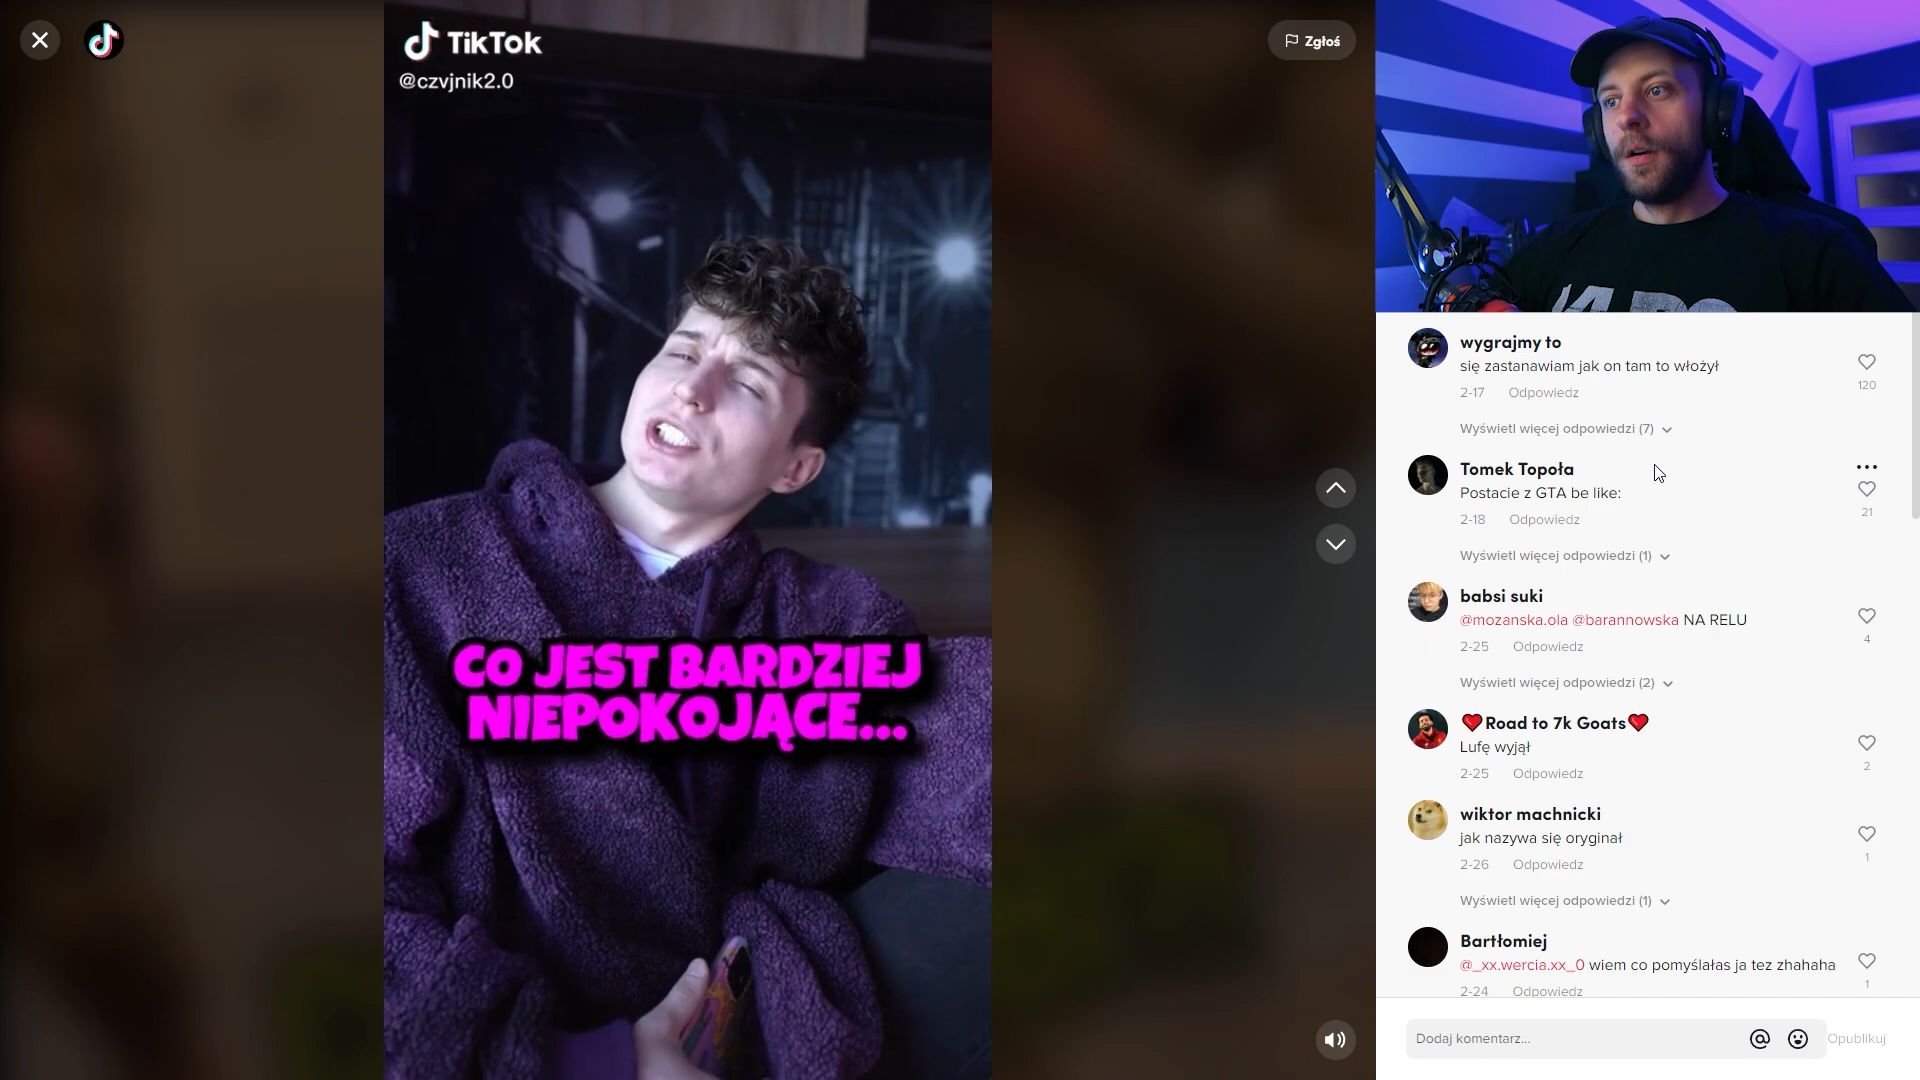 TikTok
@czvjnik2.0
Zgłoś
CO JEST BARDZIEJ
NIEPOKOJĄCE...
wygrajmy to
się zastanawiam jak on tam to włożył
2-17 Odpowiedz
120
Wyświetl więcej odpowiedzi (7)
Tomek Topoła
Postacie z GTA be like:
2-18 Odpowiedz
21
Wyświetl więcej odpowiedzi (1)
babsi suki
@mozanska.ola @barannowska NA RELU
2-25 Odpowiedz
4
Wyświetl więcej odpowiedzi (2)
❤️Road to 7k Goats❤️
Lufę wyjął
2-25 Odpowiedz
2
wiktor machnicki
jak nazywa się oryginał
2-26 Odpowiedz
1
Wyświetl więcej odpowiedzi (1)
Bartłomiej
@_xx.wercia.xx_0 wiem co pomyślałas ja tez zhahaha
2-24 Odpowiedz
1
Dodaj komentarz...
Opublikuj